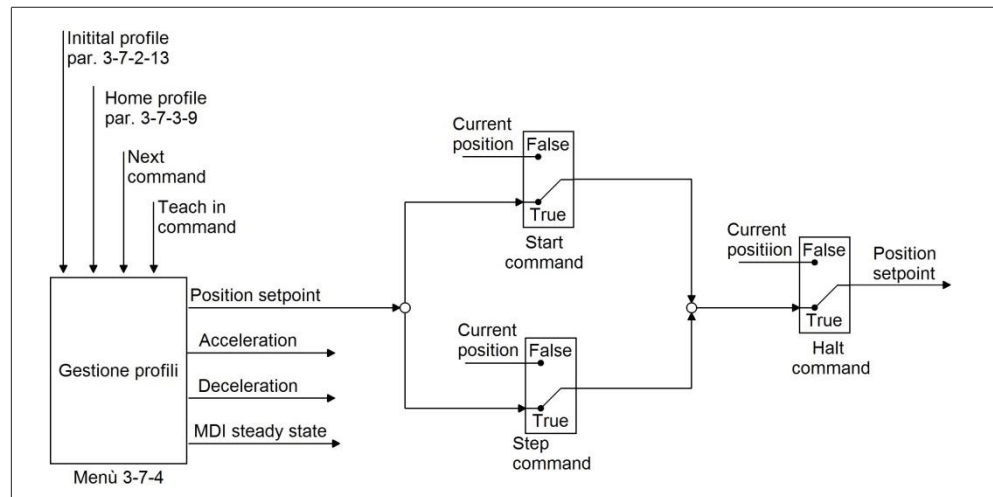 Initital profile
par. 3-7-2-13
Home profile
par. 3-7-3-9
Next
command
Teach in
command
Gestione profili
Menù 3-7-4
Position setpoint
Acceleration
Deceleration
MDI steady state
Current
position
False
True
Start
command
Current
position
False
True
Step
command
Current
positiion
False
True
Halt
command
Position
setpoint